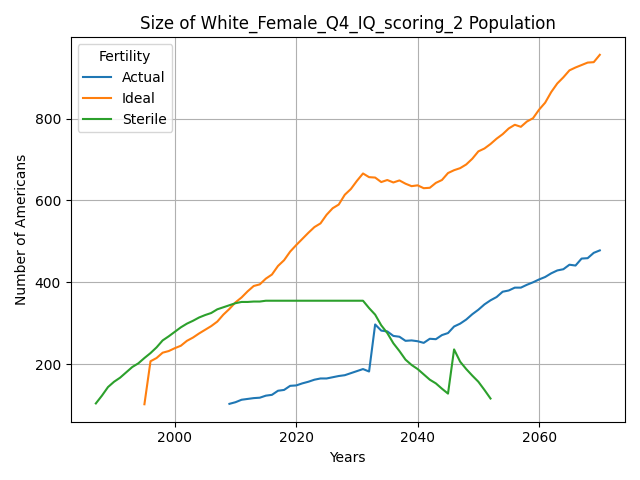 Size of White_Female_Q4_IQ_scoring_2 Population
Fertility
Actual
Ideal
Sterile
Number of Americans
800
600
400
200
2000
2020
2040
2060
Years